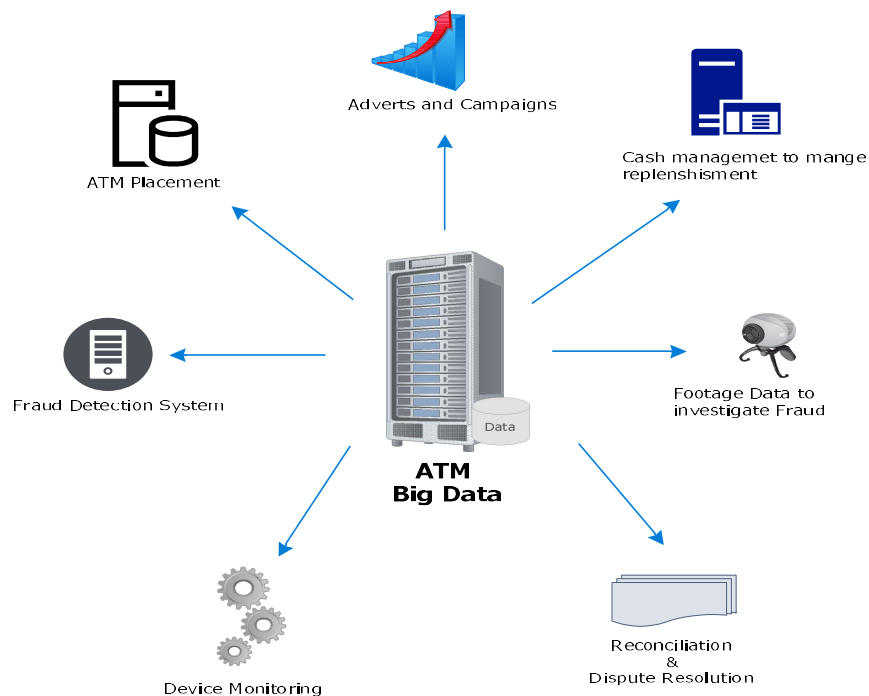 Adverts and Campaigns
ATM Placement
Cash managemet to mange
replenshisment
Fraud Detection System
Footage Data to
investigate Fraud
Data
ATM
Big Data
Device Monitoring
Reconciliation
&
Dispute Resolution